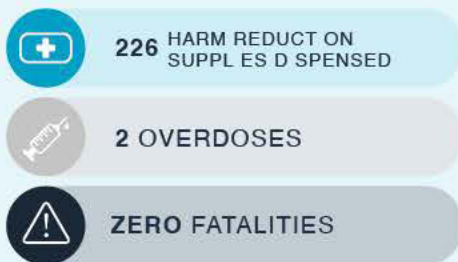 226 HARM REDUCT ON
SUPPL ES D SPENSED
2 OVERDOSES
ZERO FATALITIES